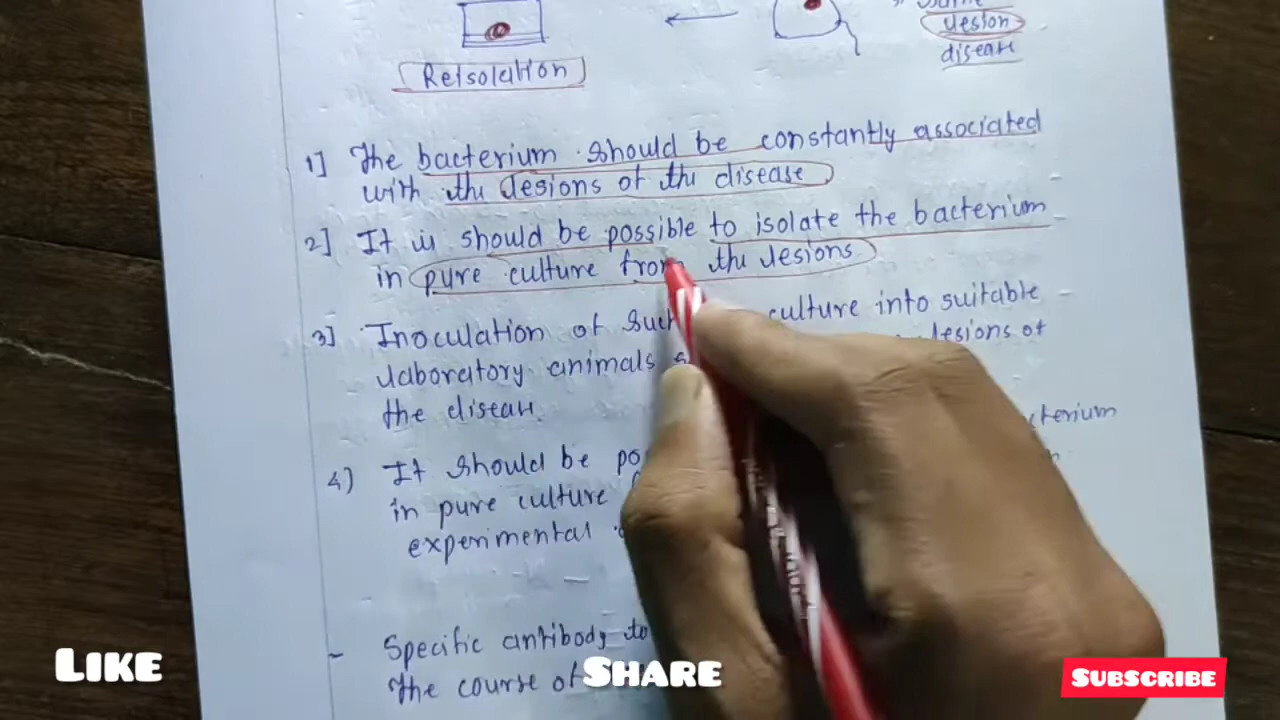 lesion
disease
Reisolation
1] The bacterium should be constantly associated
with the lesions of the disease
2] It is should be possible to isolate the bacterium
in pure culture from the lesions
3] Inoculation of such culture into suitable
laboratory animals lesions of
the disease.
4) It should be
in pure culture
experimental
- Specific antibody to
The course of
LIKE
SHARE
SUBSCRIBE